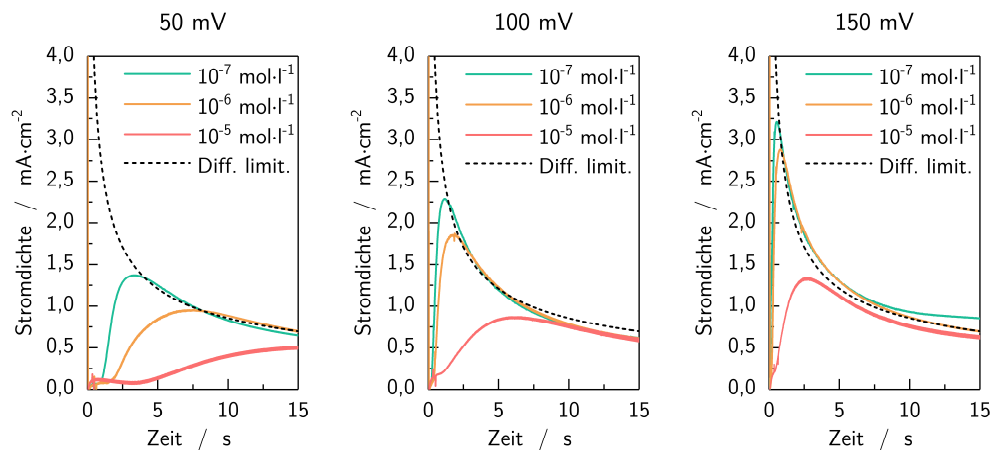 50 mV
4,0
3,5
3,0
2,5
2,0
1,5
1,0
0,5
0,0
Stromdichte / mA·cm⁻²
10⁻⁷ mol·l⁻¹
10⁻⁶ mol·l⁻¹
10⁻⁵ mol·l⁻¹
Diff. limit.
0 5 10 15
Zeit / s
100 mV
4,0
3,5
3,0
2,5
2,0
1,5
1,0
0,5
0,0
Stromdichte / mA·cm⁻²
10⁻⁷ mol·l⁻¹
10⁻⁶ mol·l⁻¹
10⁻⁵ mol·l⁻¹
Diff. limit.
0 5 10 15
Zeit / s
150 mV
4,0
3,5
3,0
2,5
2,0
1,5
1,0
0,5
0,0
Stromdichte / mA·cm⁻²
10⁻⁷ mol·l⁻¹
10⁻⁶ mol·l⁻¹
10⁻⁵ mol·l⁻¹
Diff. limit.
0 5 10 15
Zeit / s